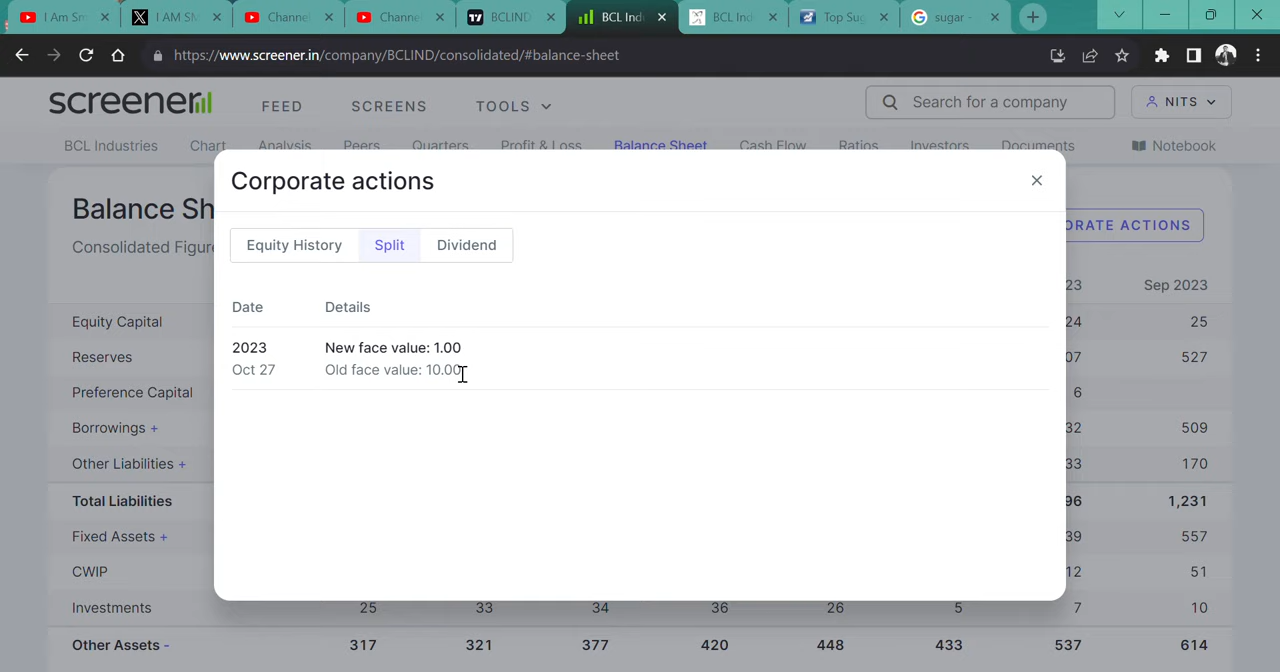 I Am Sm
I AM SM
Channel
Channe
BCLIND
BCL Ind
BCL Ind
Top Sug
sugar -
https://www.screener.in/company/BCLIND/consolidated/#balance-sheet
screener
FEED
SCREENS
TOOLS
Search for a company
NITS
BCL Industries
Chart
Analysis
Peers
Quarters
Profit & Loss
Balance Sheet
Cash Flow
Ratios
Investors
Documents
Notebook
Corporate actions
Balance Sh
Consolidated Figure
ORATE ACTIONS
Equity History
Split
Dividend
Date Details
2023 New face value: 1.00
Oct 27 Old face value: 10.00
23 Sep 2023
Equity Capital 24 25
Reserves 07 527
Preference Capital 6
Borrowings + 32 509
Other Liabilities + 33 170
Total Liabilities 96 1,231
Fixed Assets + 39 557
CWIP 12 51
Investments 25 33 34 36 26 5 7 10
Other Assets - 317 321 377 420 448 433 537 614